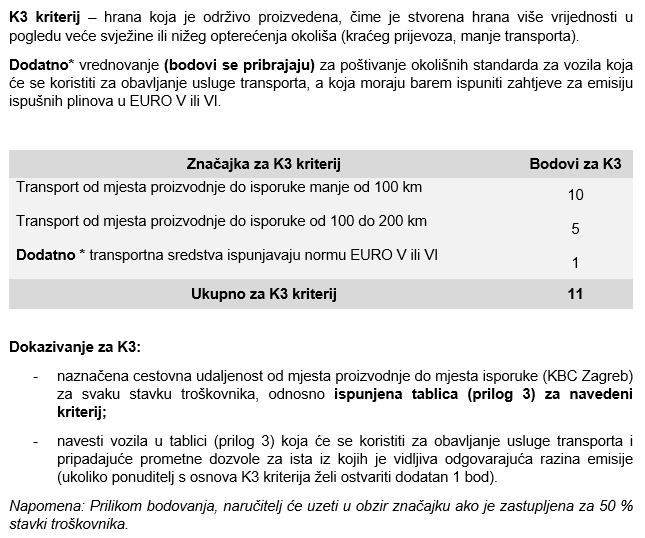 K3 kriterij – hrana koja je održivo proizvedena, čime je stvorena hrana više vrijednosti u
pogledu veće svježine ili nižeg opterećenja okoliša (kraćeg prijevoza, manje transporta).
Dodatno* vrednovanje (bodovi se pribrajaju) za poštivanje okolišnih standarda za vozila koja
će se koristiti za obavljanje usluge transporta, a koja moraju barem ispuniti zahtjeve za emisiju
ispušnih plinova u EURO V ili VI.
Značajka za K3 kriterij Bodovi za K3
Transport od mjesta proizvodnje do isporuke manje od 100 km 10
Transport od mjesta proizvodnje do isporuke od 100 do 200 km 5
Dodatno * transportna sredstva ispunjavaju normu EURO V ili VI 1
Ukupno za K3 kriterij 11
Dokazivanje za K3:
- naznačena cestovna udaljenost od mjesta proizvodnje do mjesta isporuke (KBC Zagreb)
za svaku stavku troškovnika, odnosno ispunjena tablica (prilog 3) za navedeni
kriterij;
- navesti vozila u tablici (prilog 3) koja će se koristiti za obavljanje usluge transporta i
pripadajuće prometne dozvole za ista iz kojih je vidljiva odgovarajuća razina emisije
(ukoliko ponuditelj s osnova K3 kriterija želi ostvariti dodatan 1 bod).
Napomena: Prilikom bodovanja, naručitelj će uzeti u obzir značajku ako je zastupljena za 50 %
stavki troškovnika.